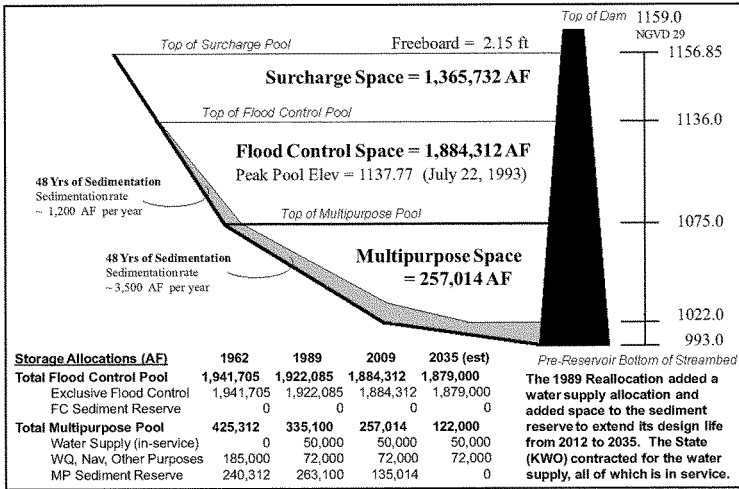 Top of Dam 1159.0
NGVD 29
Top of Surcharge Pool Freeboard = 2.15 ft
1156.85
Surcharge Space = 1,365,732 AF
Top of Flood Control Pool
1136.0
Flood Control Space = 1,884,312 AF
Peak Pool Elev = 1137.77 (July 22, 1993)
48 Yrs of Sedimentation
Sedimentation rate
~ 1,200 AF per year
Top of Multipurpose Pool
1075.0
48 Yrs of Sedimentation
Sedimentation rate
~ 3,500 AF per year
Multipurpose Space
= 257,014 AF
1022.0
993.0
Pre-Reservoir Bottom of Streambed
Storage Allocations (AF) 1962 1989 2009 2035 (est)
Total Flood Control Pool 1,941,705 1,922,085 1,884,312 1,879,000
Exclusive Flood Control 1,941,705 1,922,085 1,884,312 1,879,000
FC Sediment Reserve 0 0 0 0
Total Multipurpose Pool 425,312 335,100 257,014 122,000
Water Supply (in-service) 0 50,000 50,000 50,000
WQ, Nav, Other Purposes 185,000 72,000 72,000 72,000
MP Sediment Reserve 240,312 263,100 135,014 0
The 1989 Reallocation added a
water supply allocation and
added space to the sediment
reserve to extend its design life
from 2012 to 2035. The State
(KWO) contracted for the water
supply, all of which is in service.